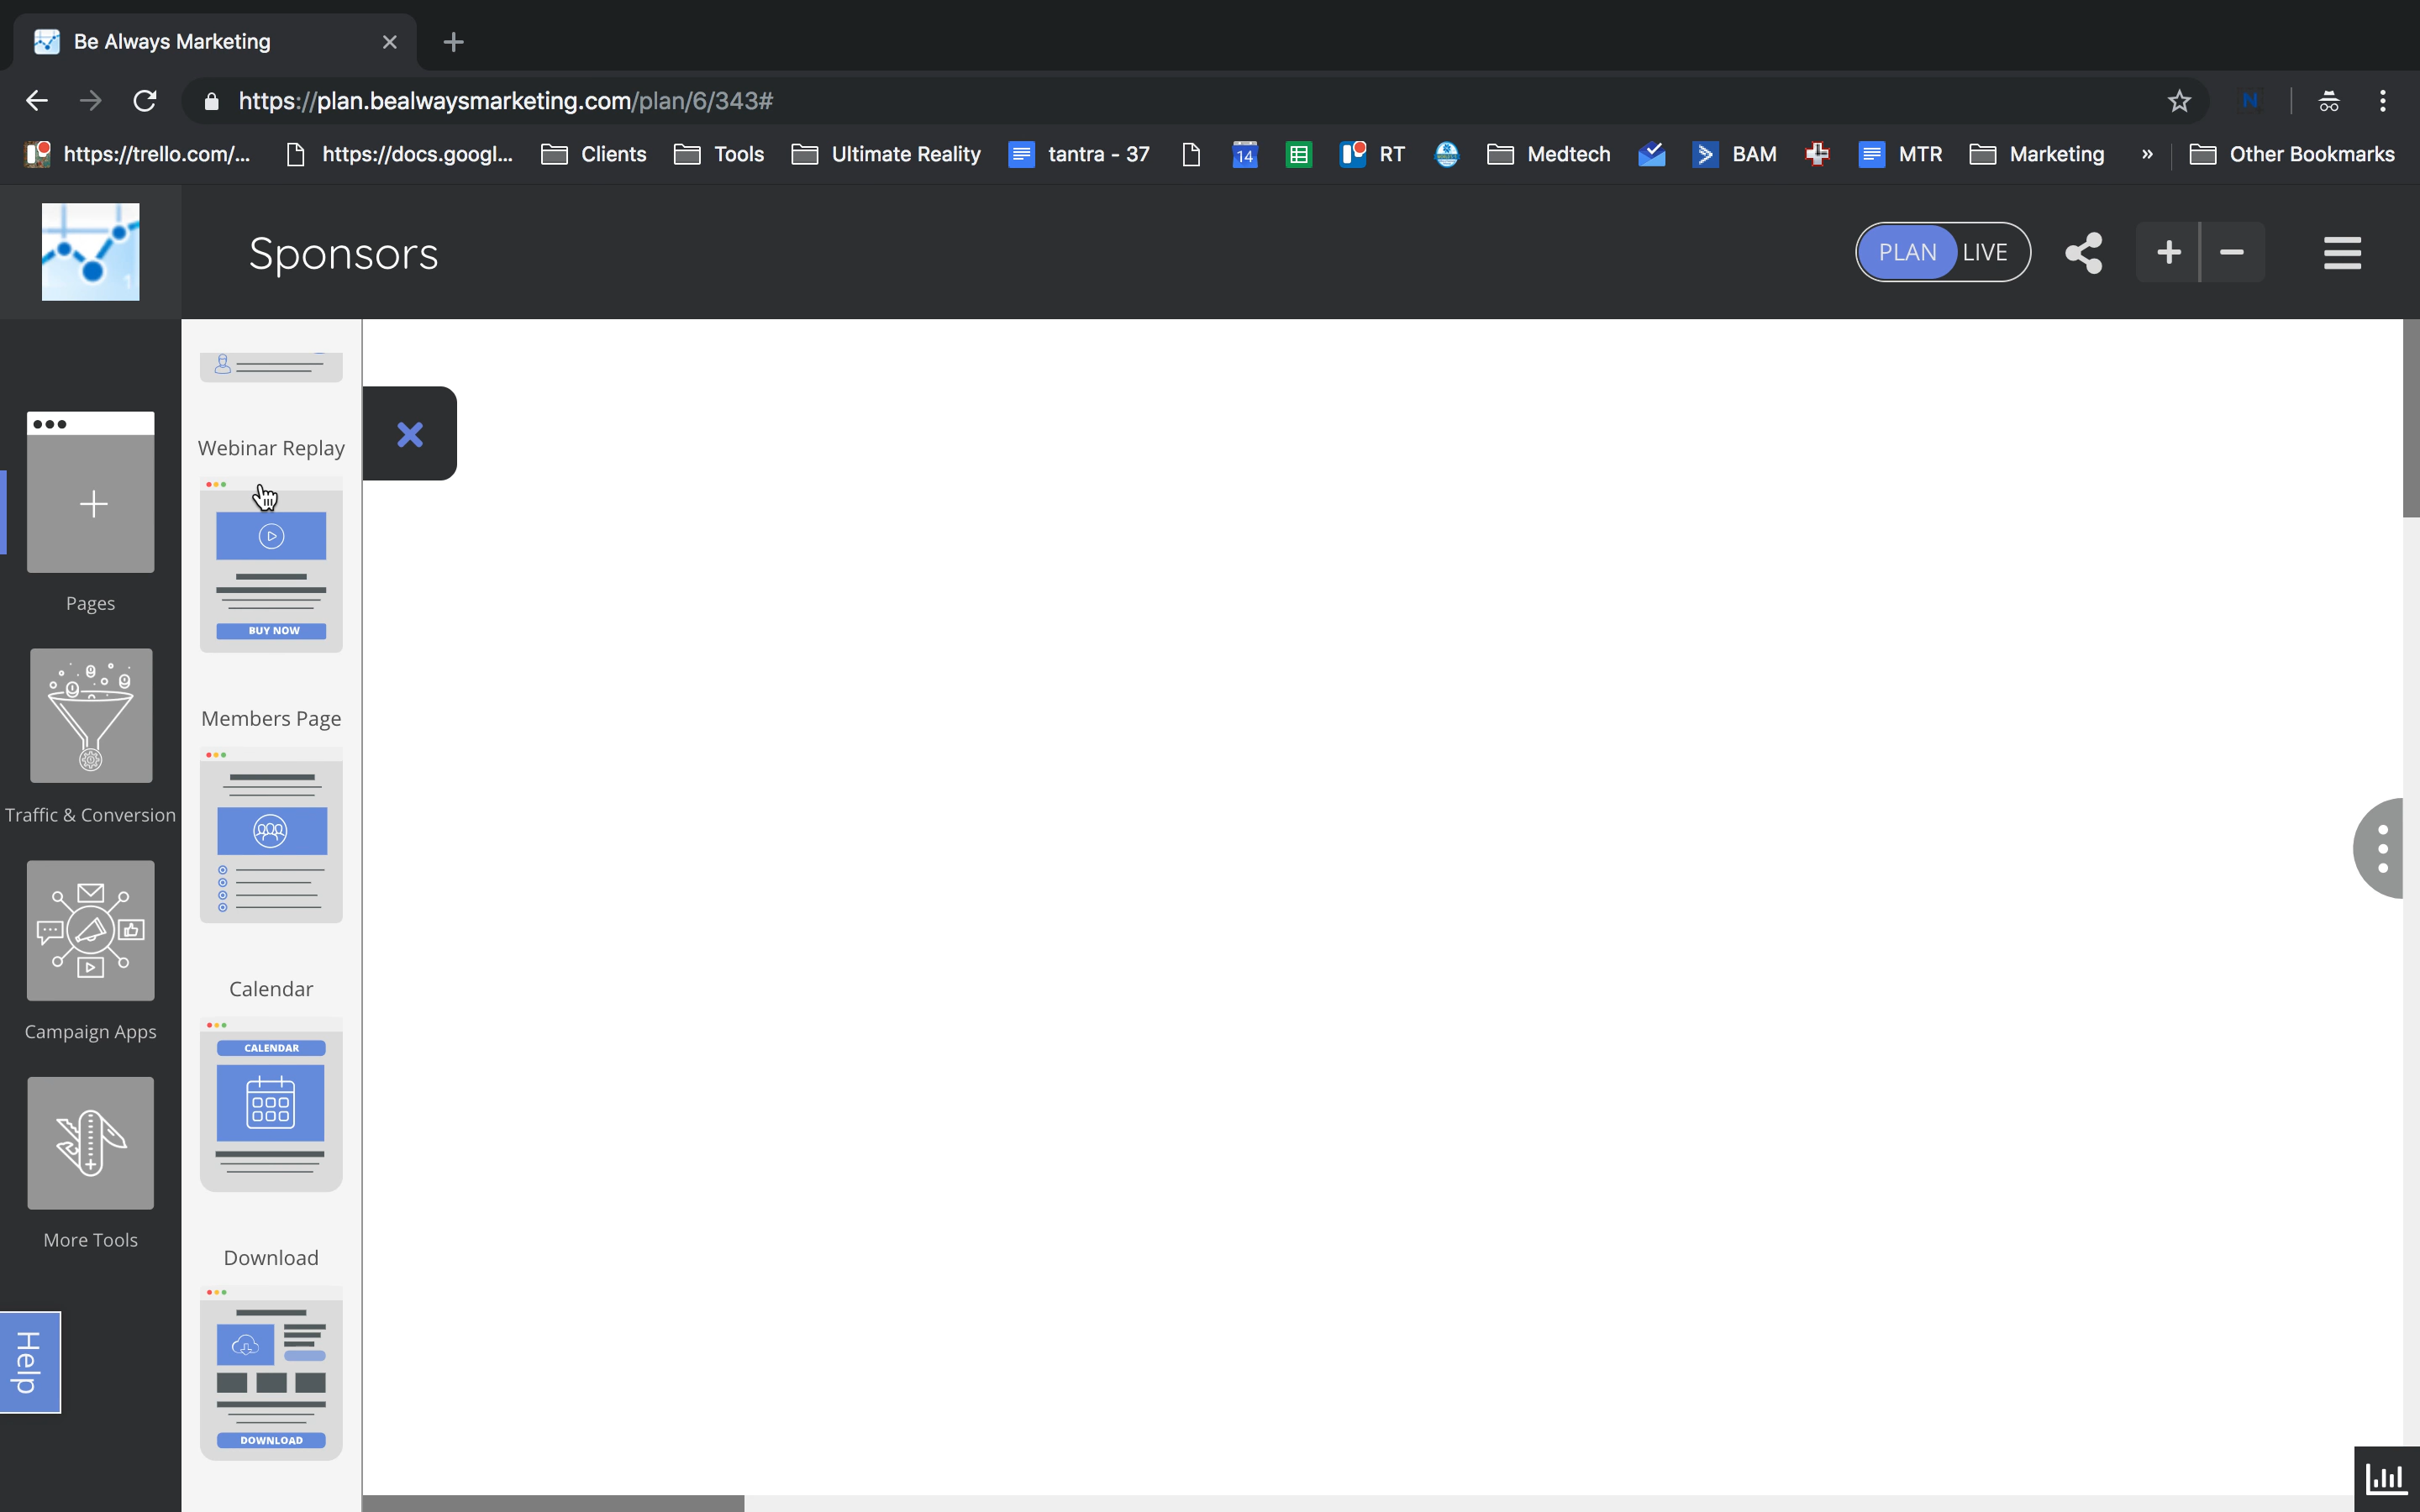 Be Always Marketing
https://plan.bealwaysmarketing.com/plan/6/343#
https://trello.com/... https://docs.googl... Clients Tools Ultimate Reality tantra - 37 14 RT Medtech BAM MTR Marketing » Other Bookmarks
Sponsors
PLAN LIVE
Pages
Traffic & Conversion
Campaign Apps
More Tools
Help
Webinar Replay
BUY NOW
Members Page
Calendar
CALENDAR
Download
DOWNLOAD